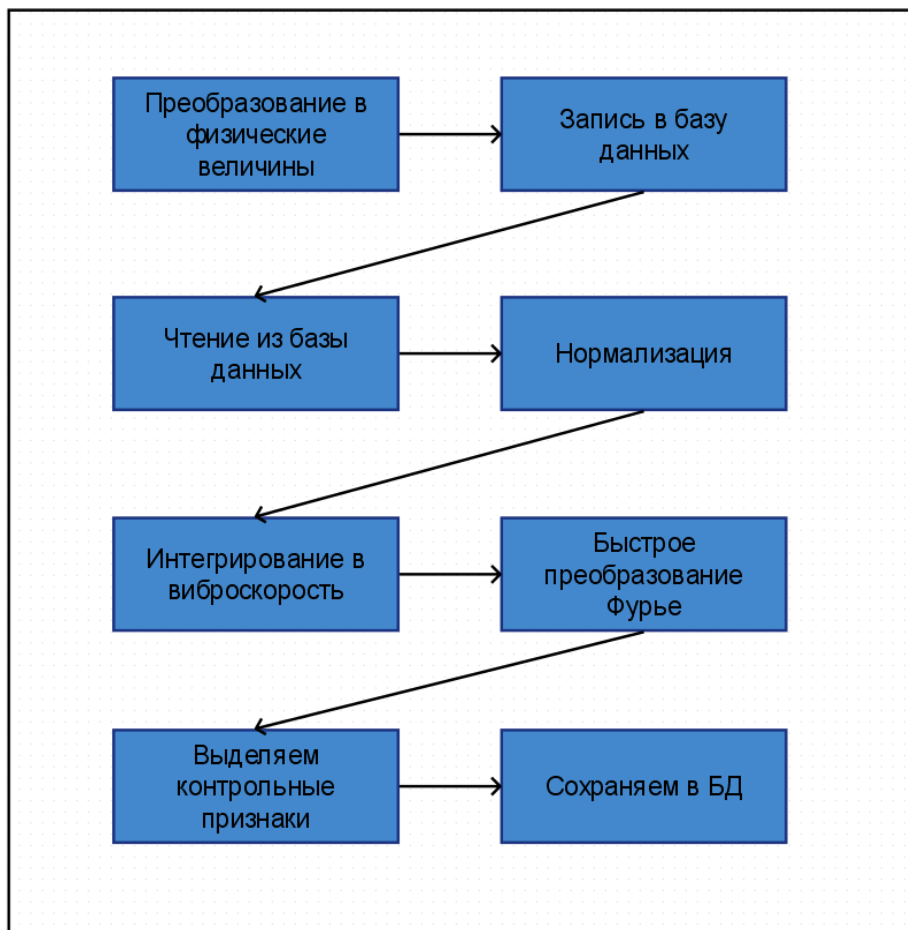 Преобразование в
физические
величины
Запись в базу
данных
Чтение из базы
данных
Нормализация
Интегрирование в
виброскорость
Быстрое
преобразование
Фурье
Выделяем
контрольные
признаки
Сохраняем в БД